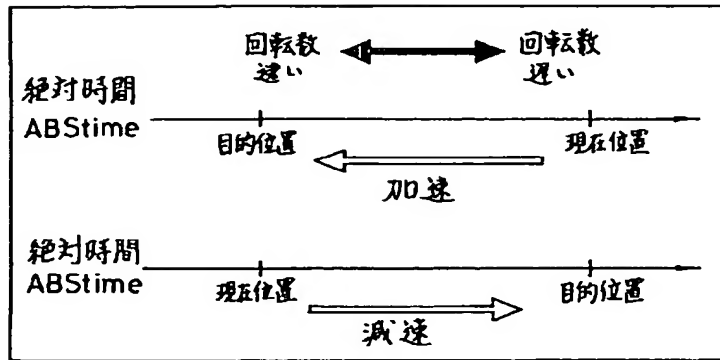 回転数
速い
回転数
遅い
絶対時間
ABStime
目的位置
現在位置
加速
絶対時間
ABStime
現在位置
目的位置
減速